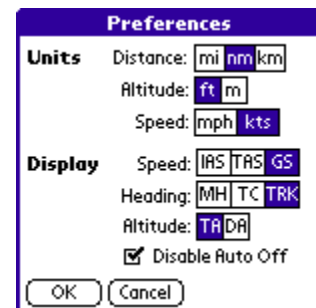 Preferences
Units Distance: mi nm km
Altitude: ft m
Speed: mph kts
Display Speed: IAS TAS GS
Heading: MH TC TRK
Altitude: TA DA
Disable Auto Off
OK Cancel